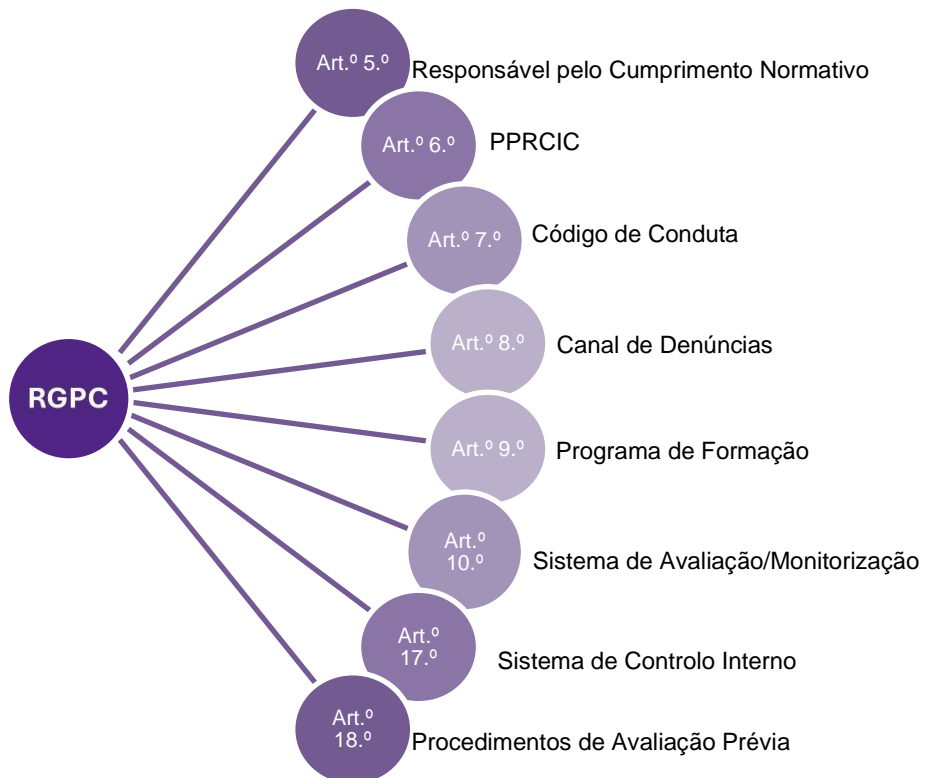 Art.º 5.º
Responsável pelo Cumprimento Normativo
Art.º 6.º
PPRCIC
Art.º 7.º
Código de Conduta
Art.º 8.º
Canal de Denúncias
RGPC
Art.º 9.º
Programa de Formação
Art.º
10.º
Sistema de Avaliação/Monitorização
Art.º
17.º
Sistema de Controlo Interno
Art.º
18.º
Procedimentos de Avaliação Prévia